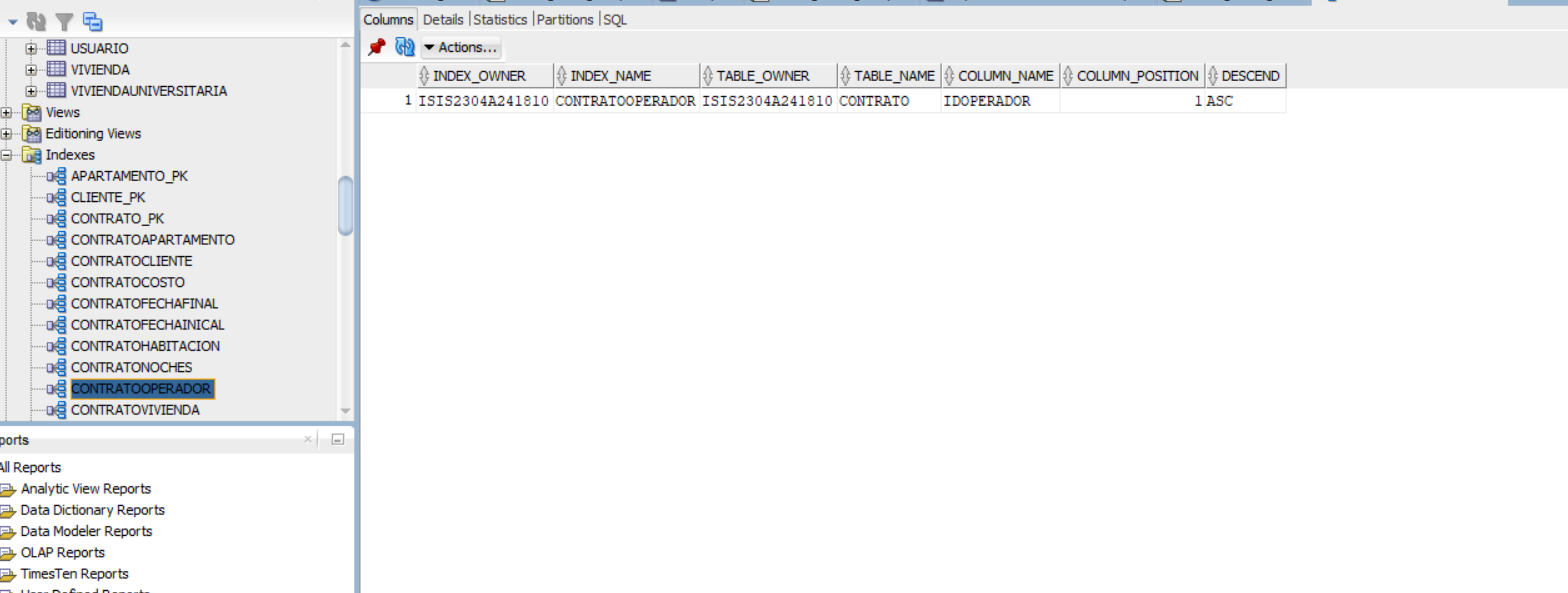 Columns Details Statistics Partitions SQL
Actions...
INDEX_OWNER INDEX_NAME TABLE_OWNER TABLE_NAME COLUMN_NAME COLUMN_POSITION DESCEND
1 ISIS2304A241810 CONTRATOOPERADOR ISIS2304A241810 CONTRATO IDOPERADOR 1 ASC
USUARIO
VIVIENDA
VIVIENDAUNIVERSITARIA
Views
Editioning Views
Indexes
APARTAMENTO_PK
CLIENTE_PK
CONTRATO_PK
CONTRATOAPARTAMENTO
CONTRATOCLIENTE
CONTRATOCOSTO
CONTRATOFECHAFINAL
CONTRATOFECHAINICAL
CONTRATOHABITACION
CONTRATONOCHES
CONTRATOOPERADOR
CONTRATOVIVIENDA
ports
All Reports
Analytic View Reports
Data Dictionary Reports
Data Modeler Reports
OLAP Reports
TimesTen Reports